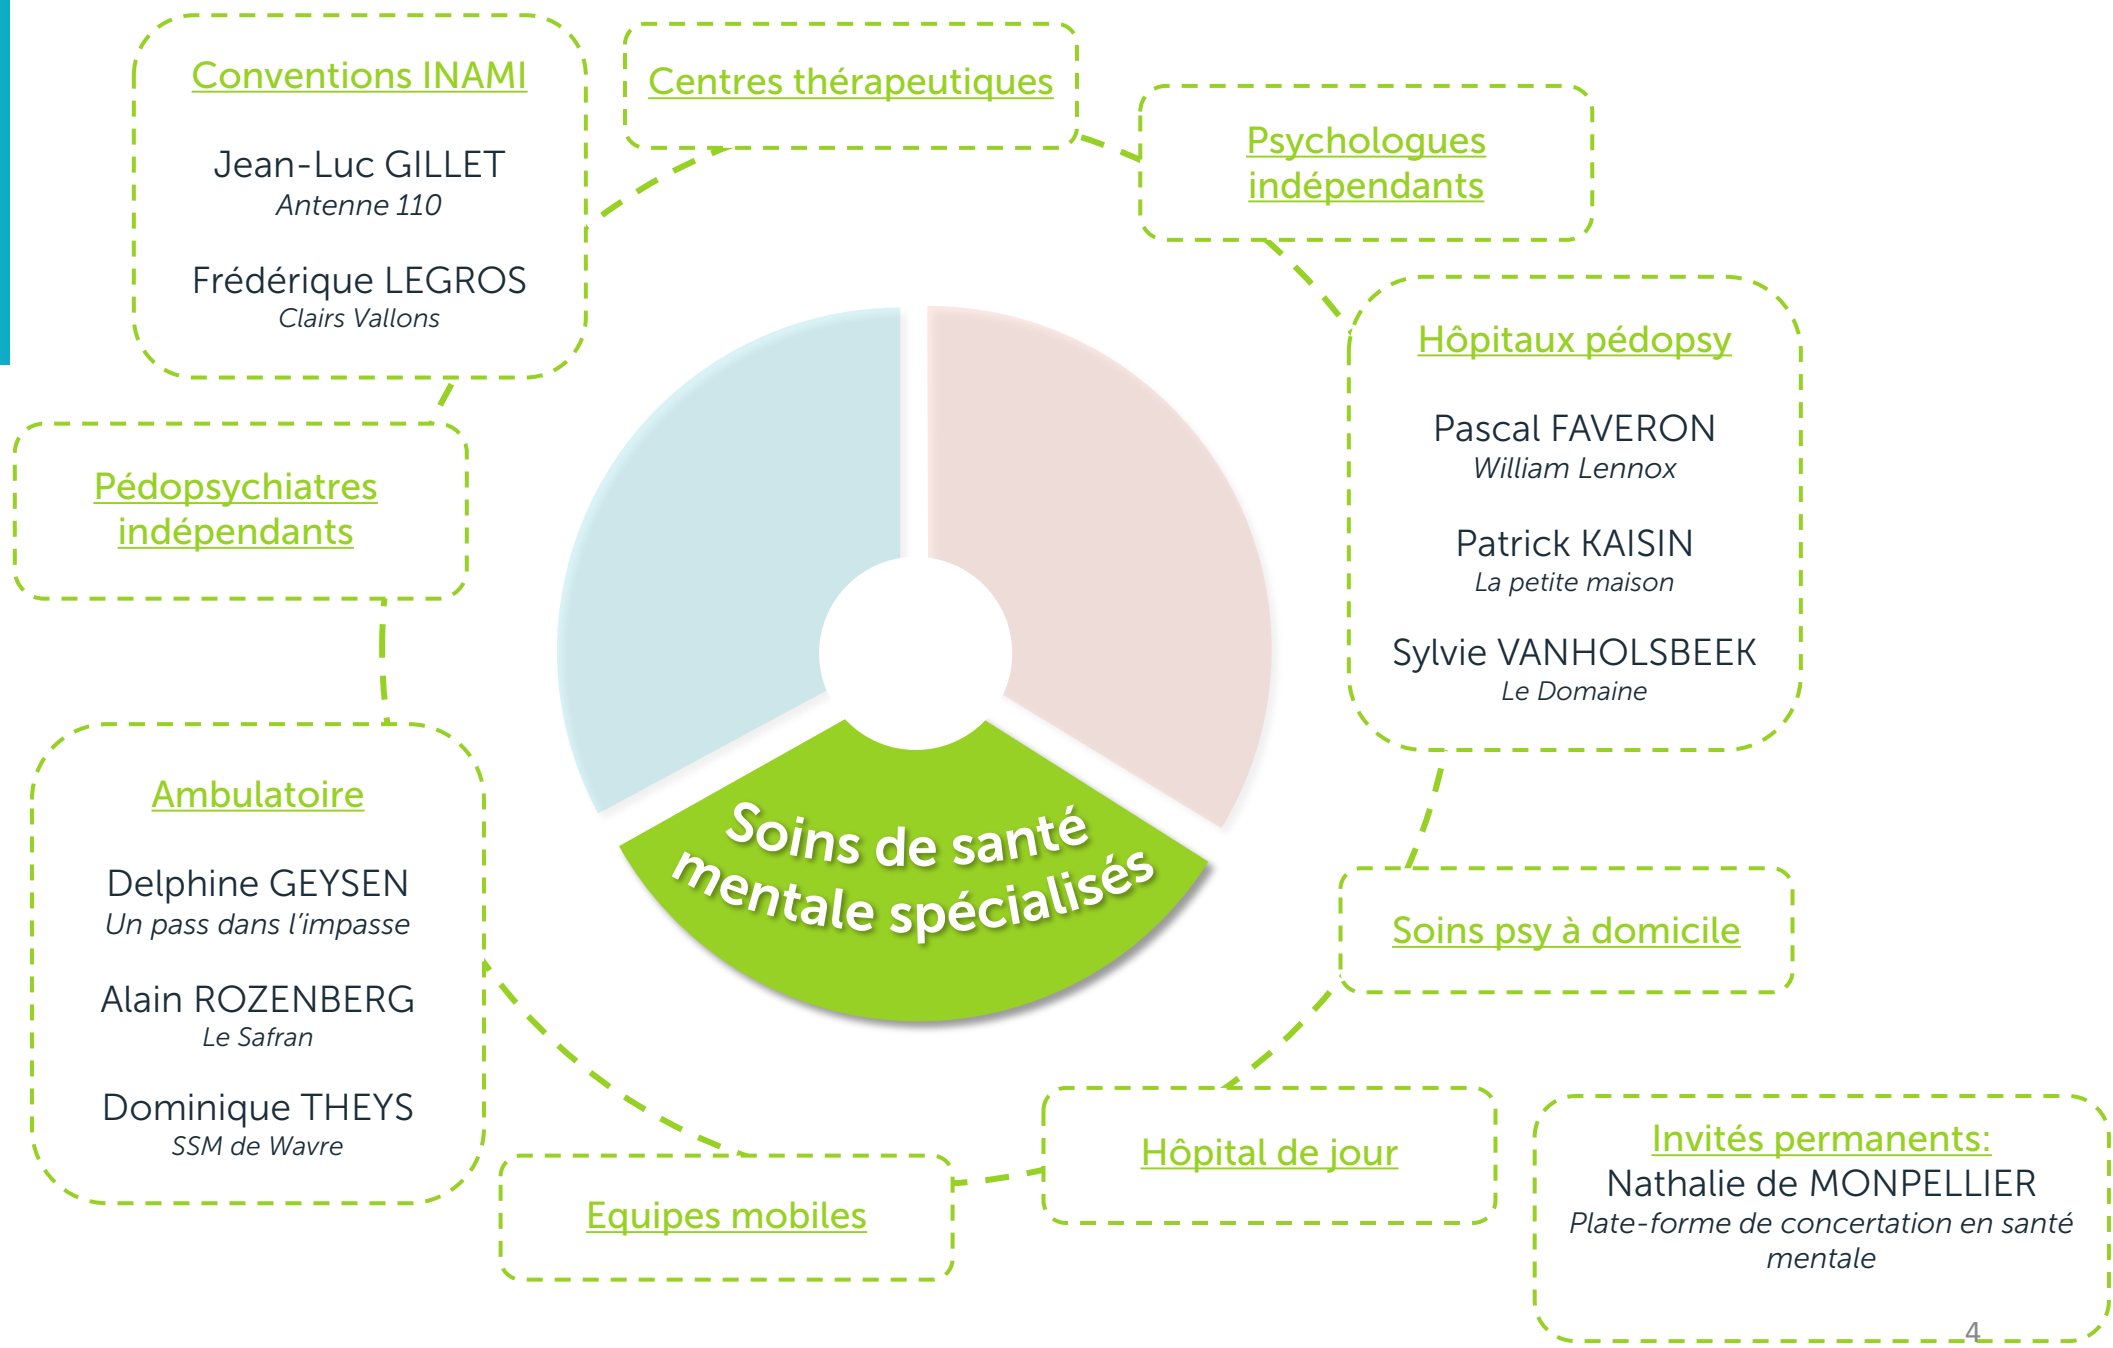 Conventions INAMI
Jean-Luc GILLET
Antenne 110
Frédérique LEGROS
Clairs Vallons
Centres thérapeutiques
Psychologues
indépendants
Hôpitaux pédopsy
Pascal FAVERON
William Lennox
Patrick KAISIN
La petite maison
Sylvie VANHOLSBEEK
Le Domaine
Pédopsychiatres
indépendants
Ambulatoire
Delphine GEYSEN
Un pass dans l’impasse
Alain ROZENBERG
Le Safran
Dominique THEYS
SSM de Wavre
Soins de santé
mentale spécialisés
Soins psy à domicile
Hôpital de jour
Equipes mobiles
Invités permanents:
Nathalie de MONPELLIER
Plate-forme de concertation en santé
mentale
4